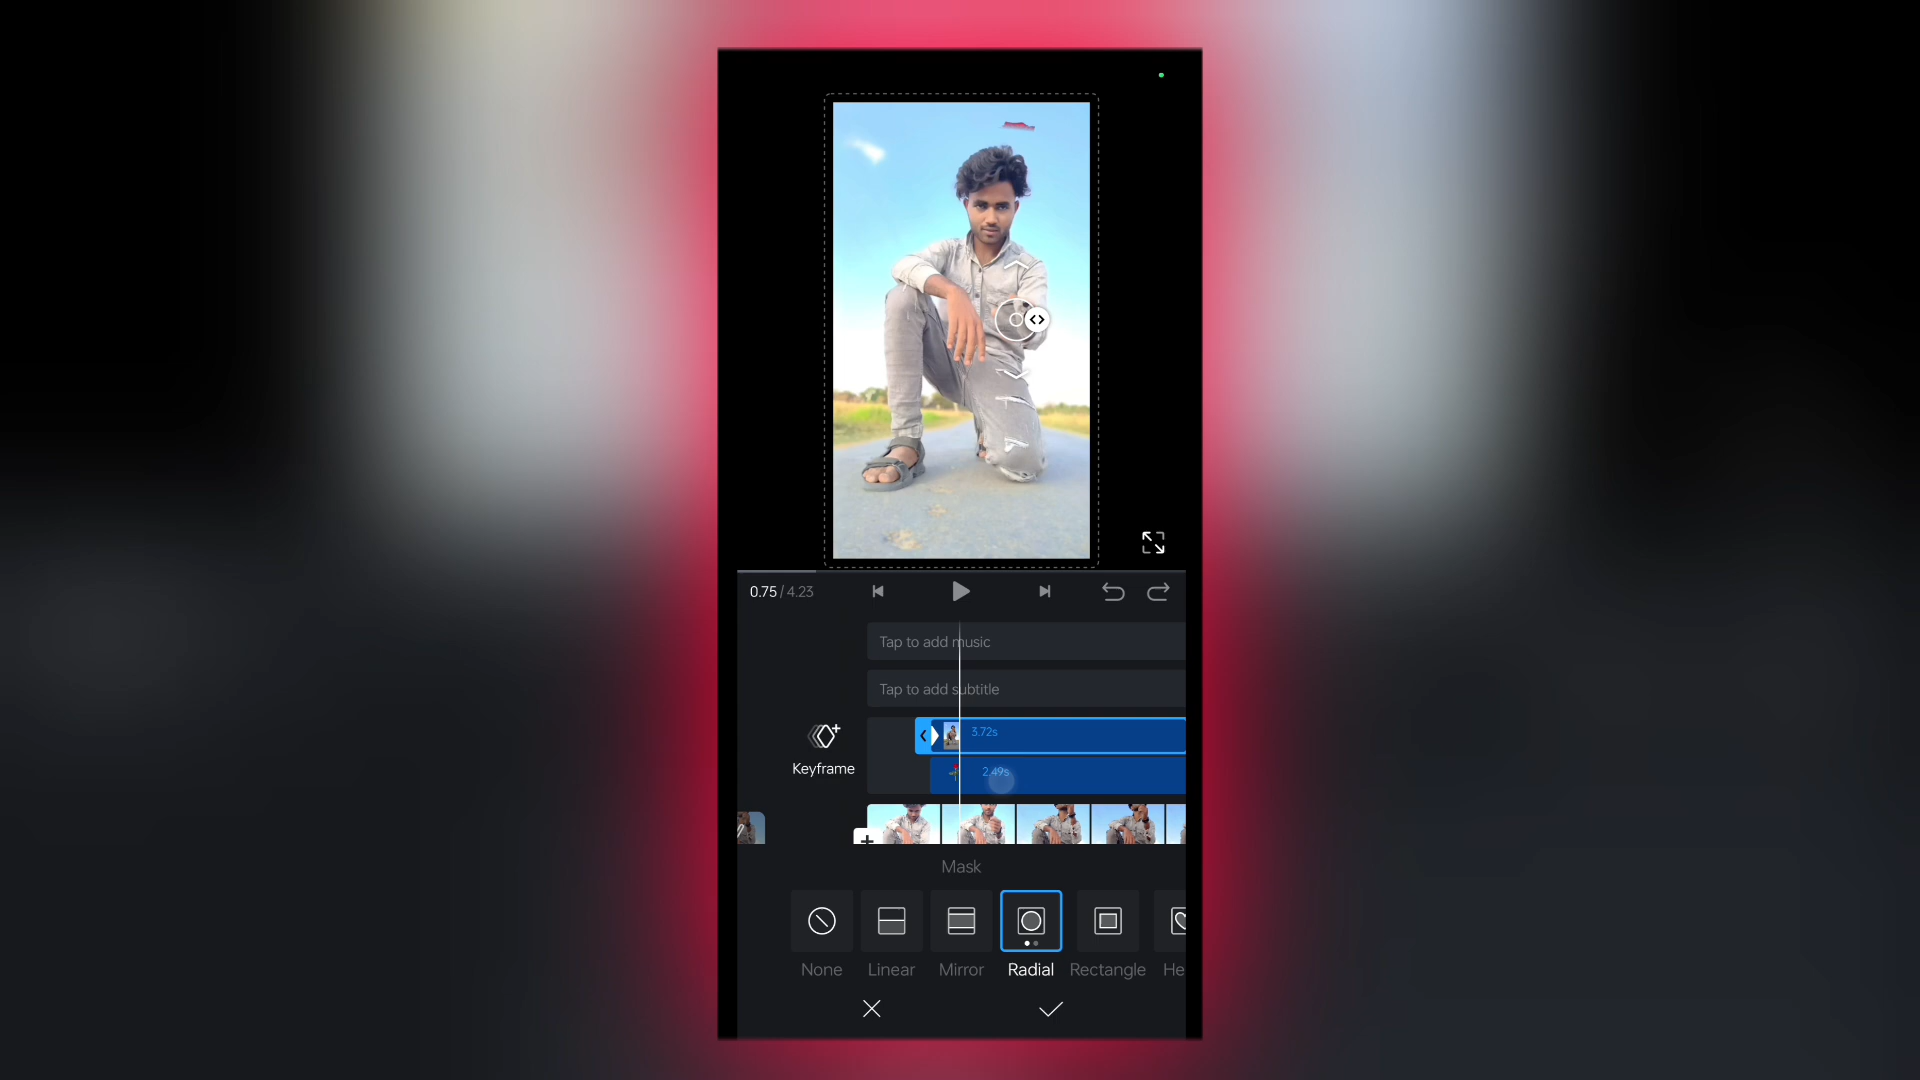 0.75 / 4.23
Tap to add music
Tap to add subtitle
3.72s
Keyframe
2.49s
Mask
None
Linear
Mirror
Radial
Rectangle
He